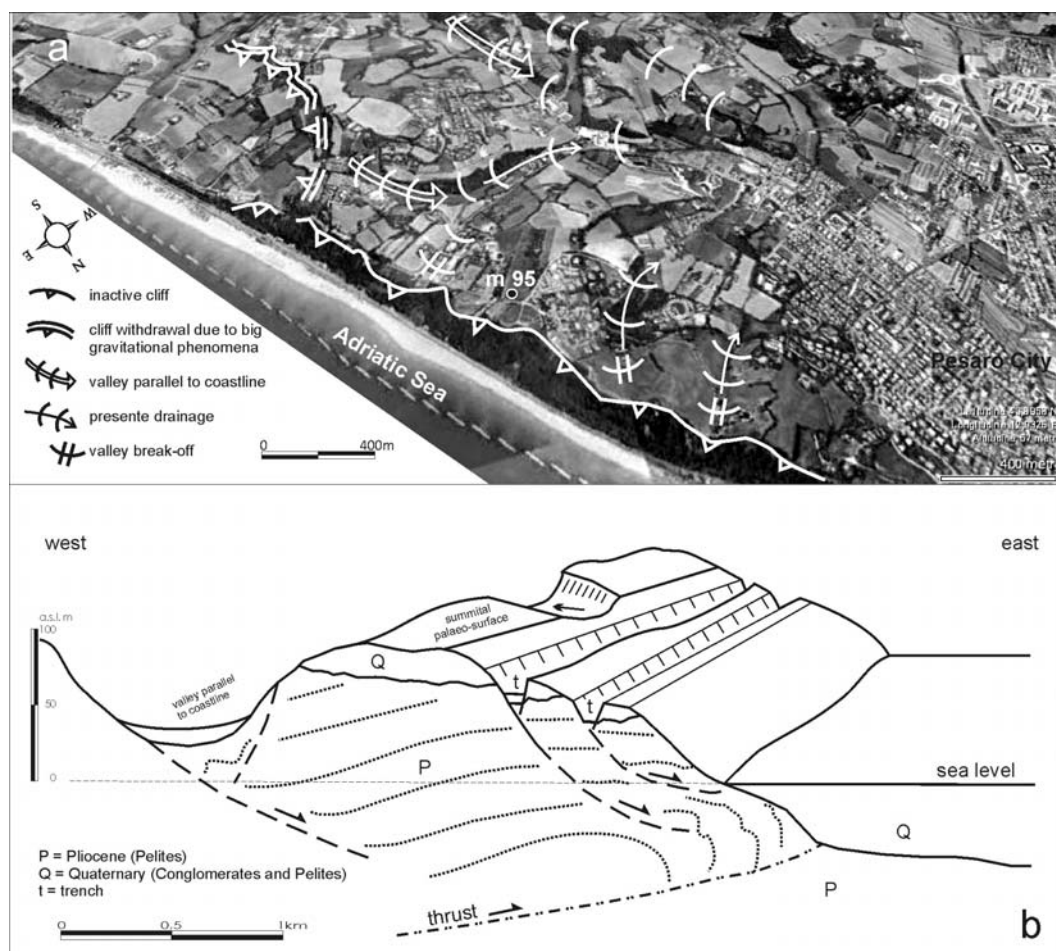 a
m 95
S
W
E
N
inactive cliff
cliff withdrawal due to big
gravitational phenomena
valley parallel to coastline
presente drainage
valley break-off
Adriatic Sea
Pesaro City
0 400m
400 metri
west
east
a.s.l. m
100
50
0
summital
palaeo-surface
valley parallel
to coastline
Q
t
t
P
sea level
Q
P = Pliocene (Pelites)
Q = Quaternary (Conglomerates and Pelites)
t = trench
P
thrust
0 0.5 1km
b